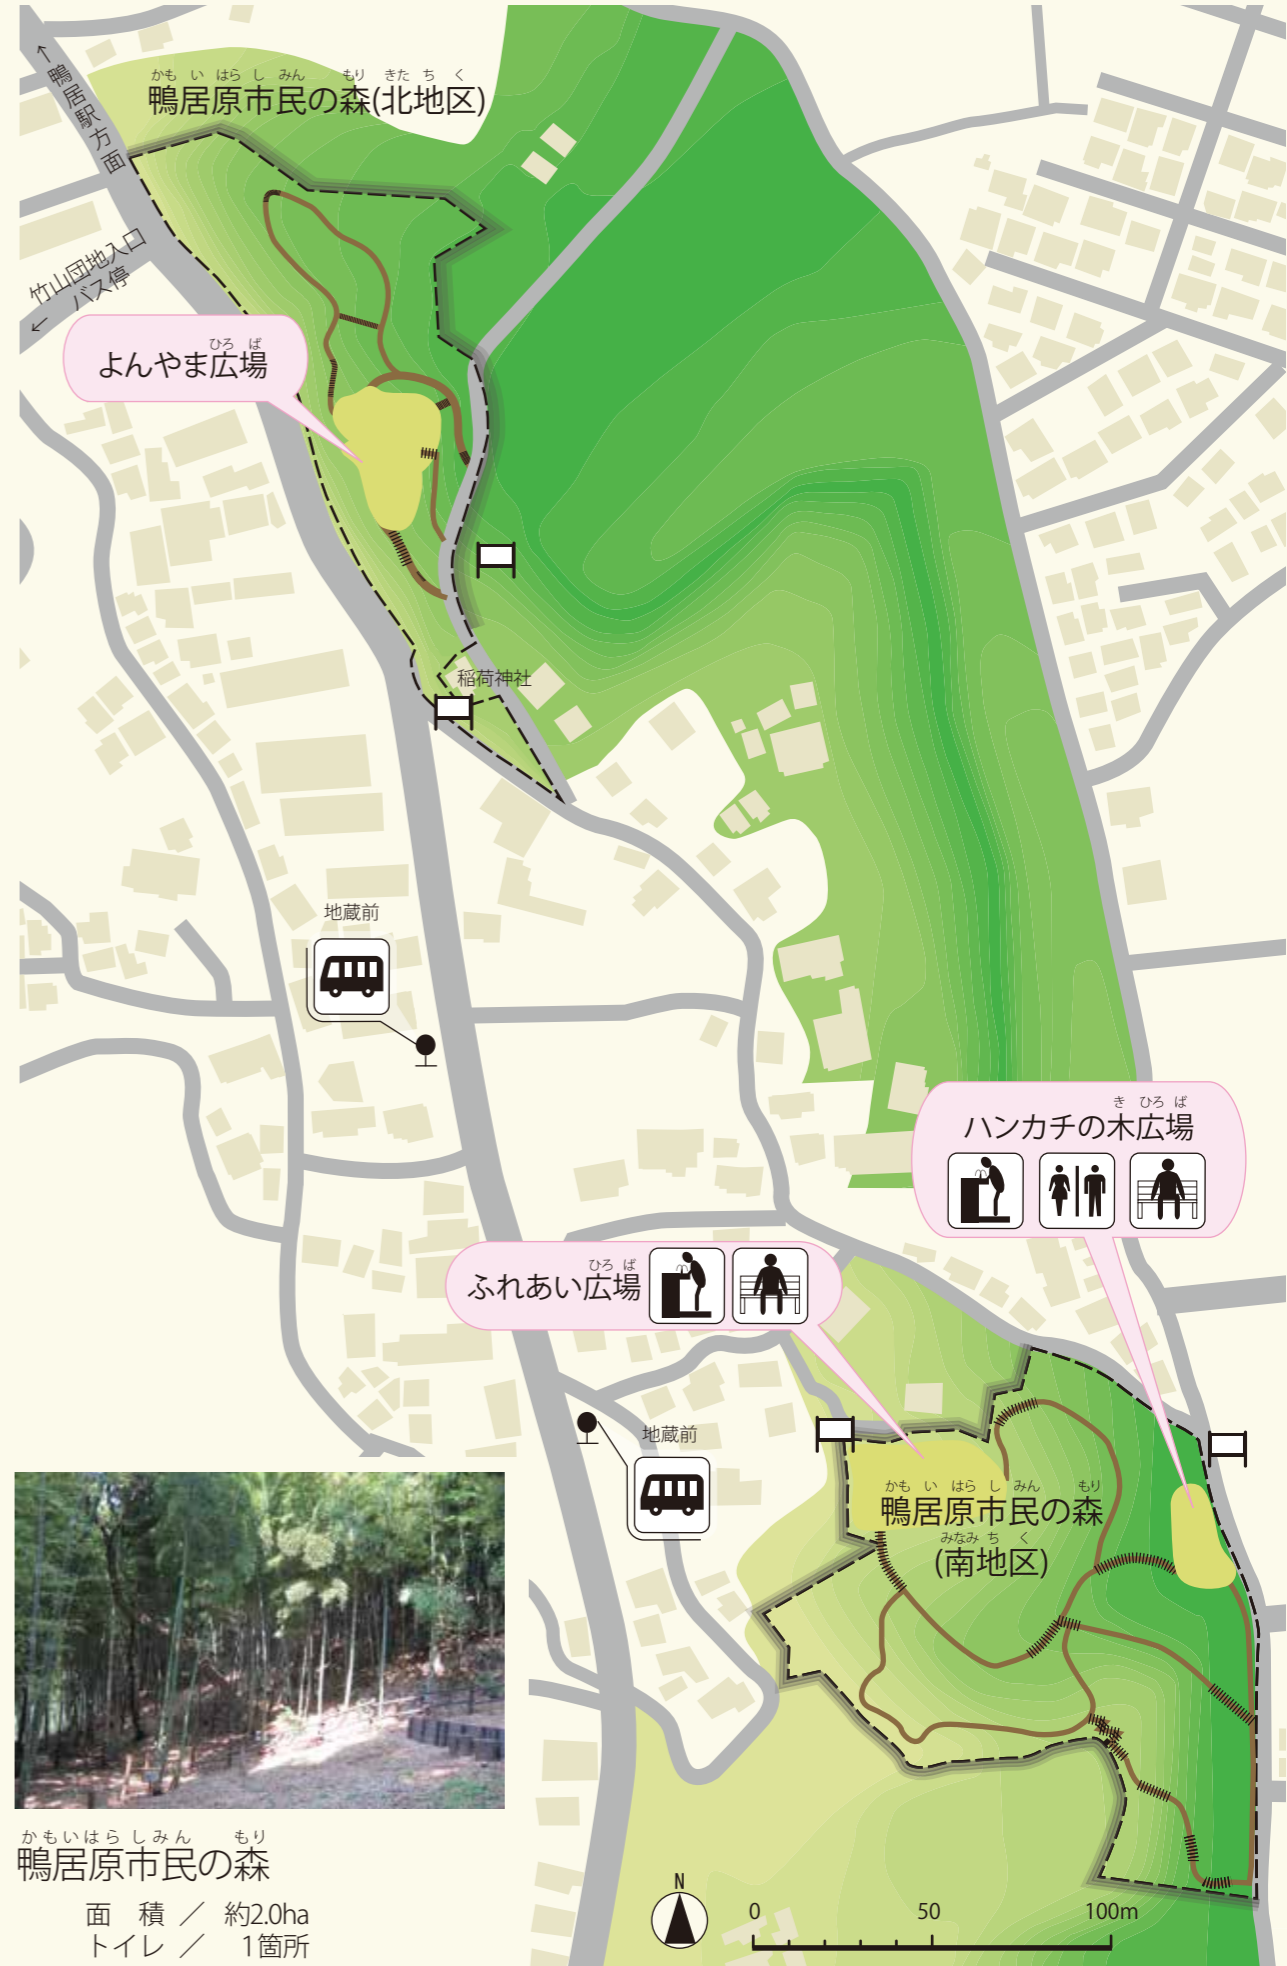 かもいはらしみん もり きたちく
鴨居原市民の森(北地区)
↑鴨居駅方面
竹山団地入口
バス停
←
ひろば
よんやま広場
稲荷神社
地蔵前
き ひろば
ハンカチの木広場
ひろば
ふれあい広場
地蔵前
かもいはらしみん もり
鴨居原市民の森
みなみちく
(南地区)
かもいはらしみん もり
鴨居原市民の森
面 積 / 約2.0ha
トイレ / 1箇所
N
0 50 100m